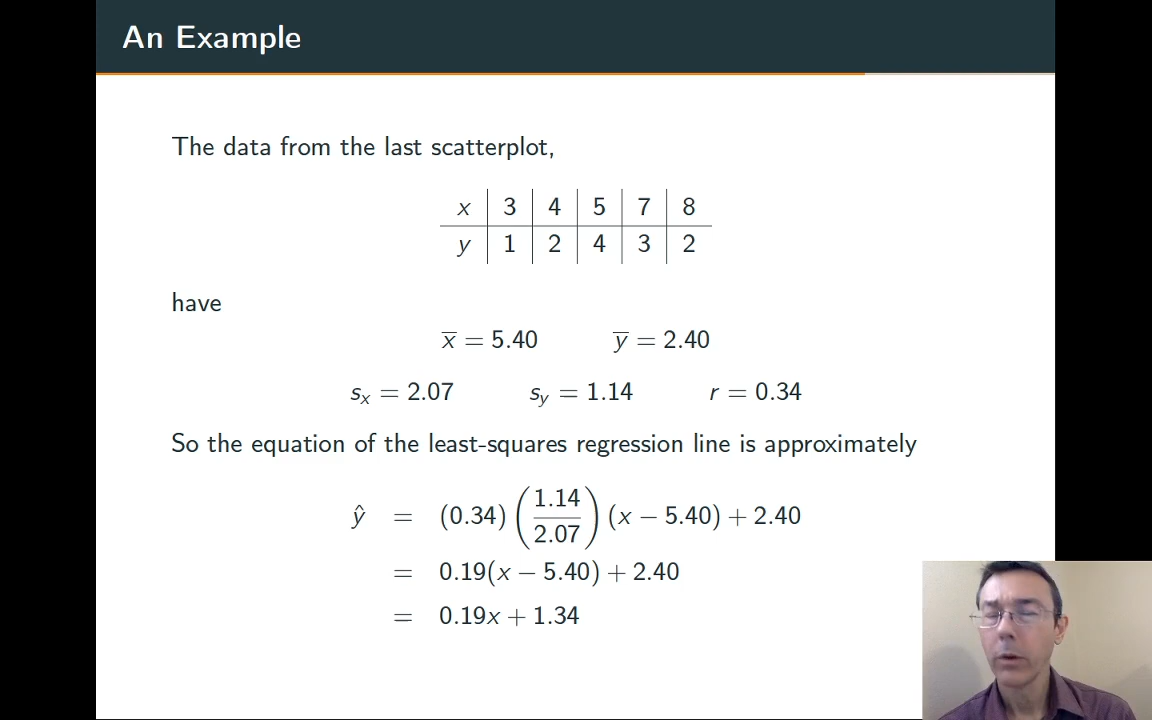 An Example
The data from the last scatterplot,
x 3 4 5 7 8
y 1 2 4 3 2
have
x̅ = 5.40 y̅ = 2.40
sₓ = 2.07 s_y = 1.14 r = 0.34
So the equation of the least-squares regression line is approximately
ŷ = (0.34) (1.14/2.07) (x − 5.40) + 2.40
= 0.19(x − 5.40) + 2.40
= 0.19x + 1.34